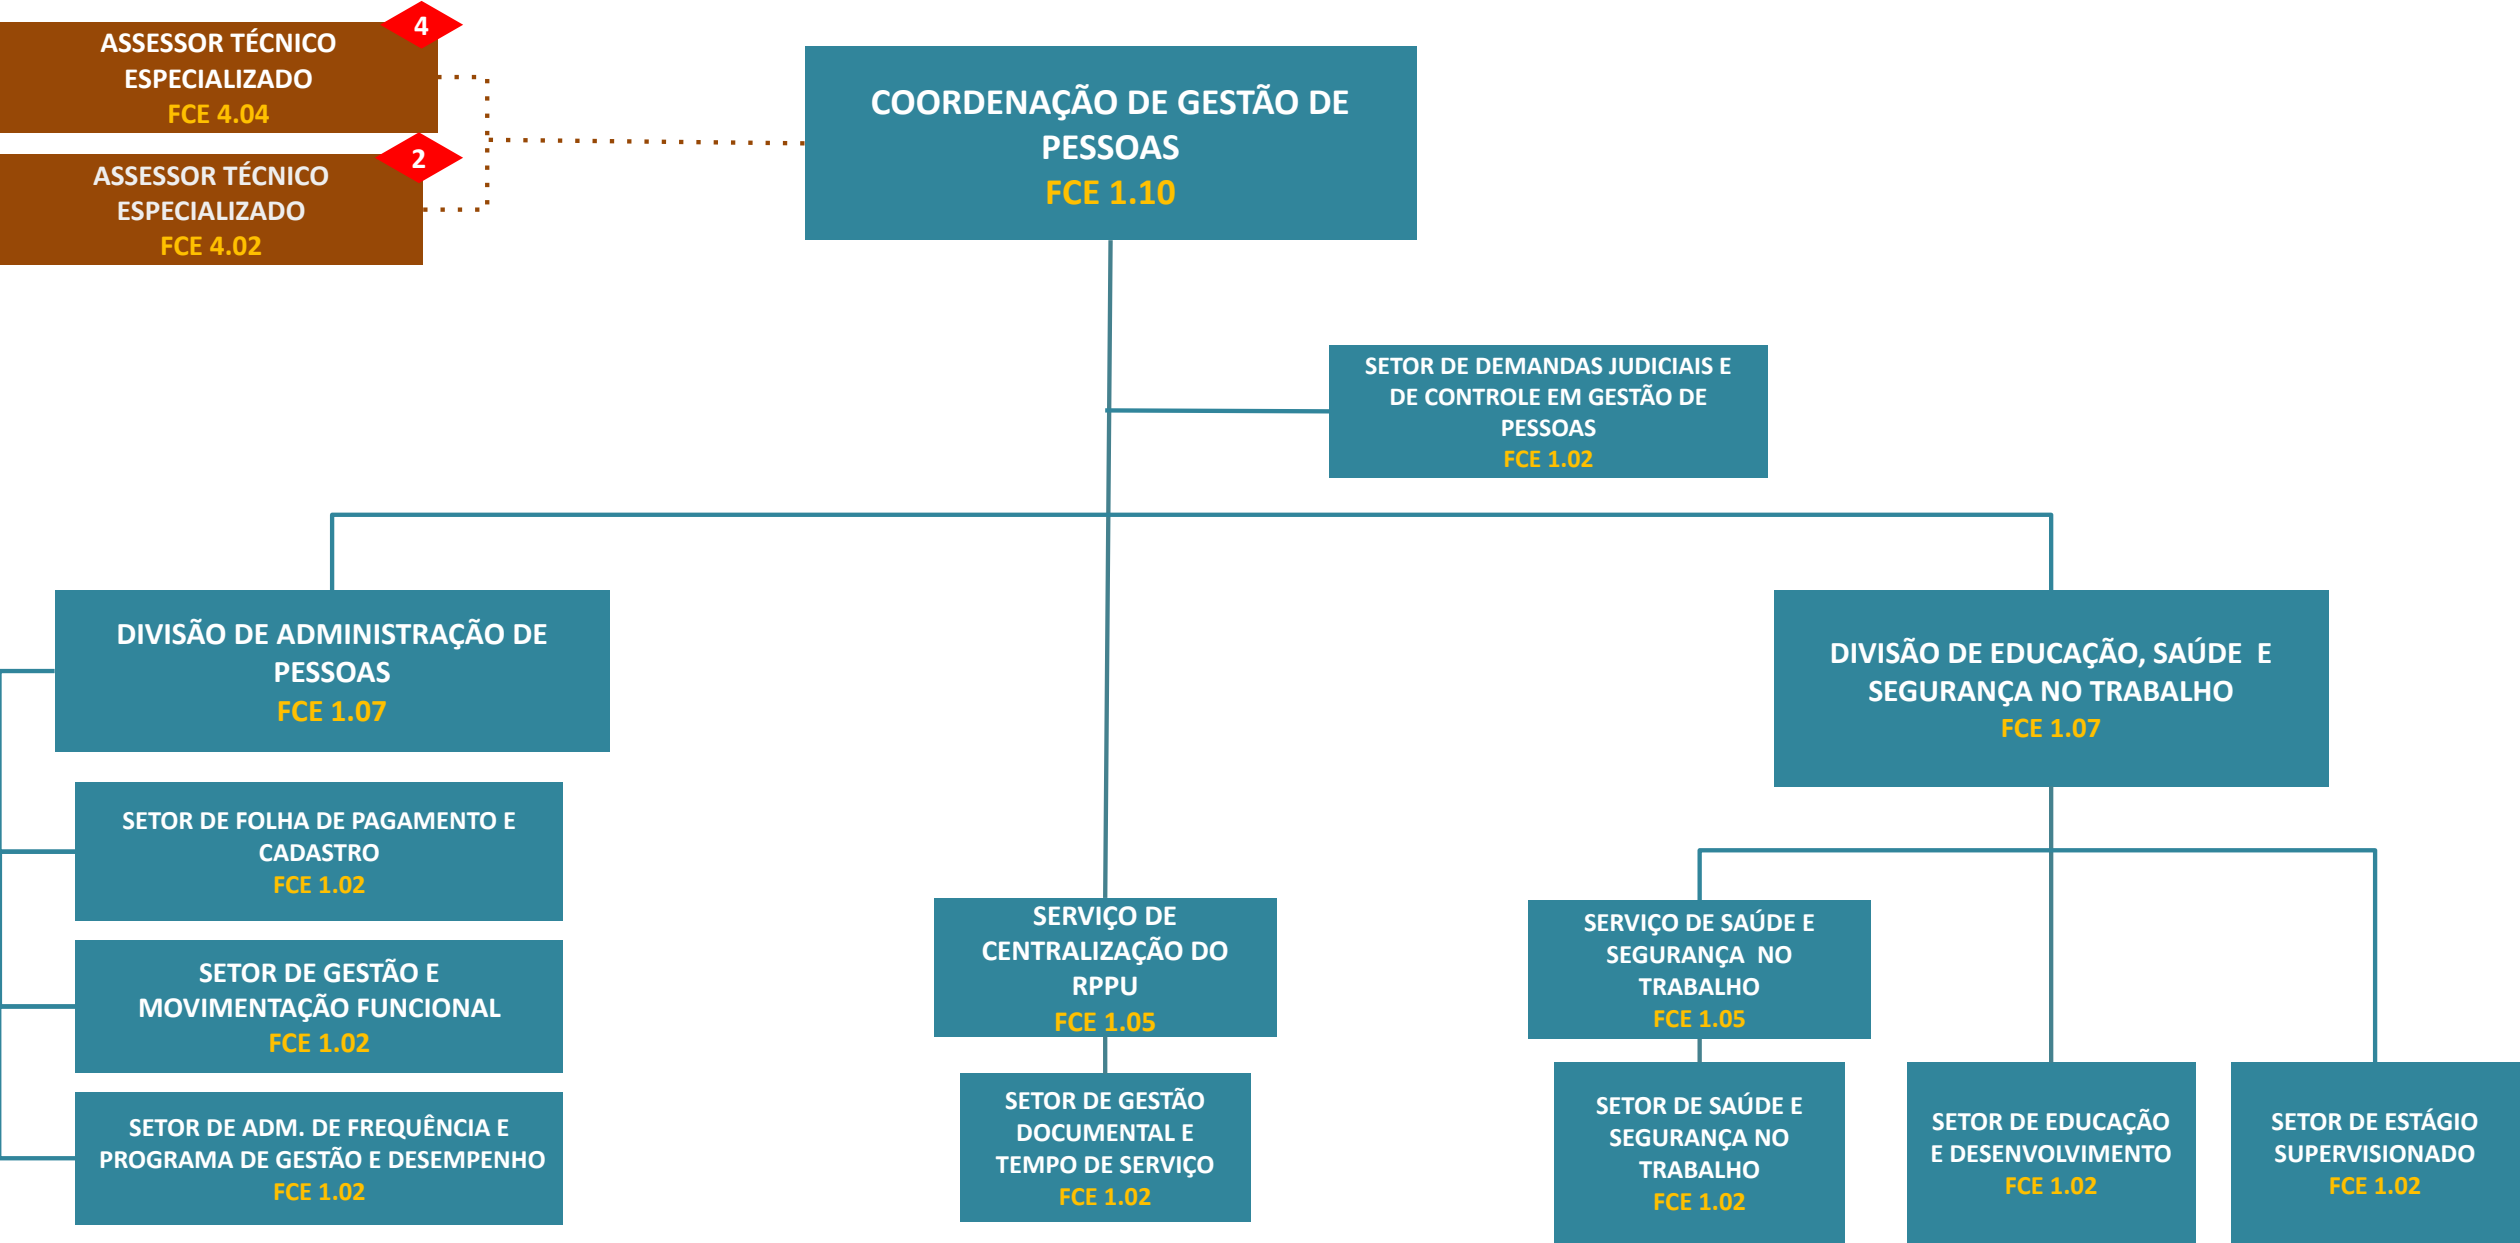 4
ASSESSOR TÉCNICO
ESPECIALIZADO
FCE 4.04
2
ASSESSOR TÉCNICO
ESPECIALIZADO
FCE 4.02
COORDENAÇÃO DE GESTÃO DE
PESSOAS
FCE 1.10
SETOR DE DEMANDAS JUDICIAIS E
DE CONTROLE EM GESTÃO DE
PESSOAS
FCE 1.02
DIVISÃO DE ADMINISTRAÇÃO DE
PESSOAS
FCE 1.07
SETOR DE FOLHA DE PAGAMENTO E
CADASTRO
FCE 1.02
SETOR DE GESTÃO E
MOVIMENTAÇÃO FUNCIONAL
FCE 1.02
SETOR DE ADM. DE FREQUÊNCIA E
PROGRAMA DE GESTÃO E DESEMPENHO
FCE 1.02
SERVIÇO DE
CENTRALIZAÇÃO DO
RPPU
FCE 1.05
SETOR DE GESTÃO
DOCUMENTAL E
TEMPO DE SERVIÇO
FCE 1.02
DIVISÃO DE EDUCAÇÃO, SAÚDE E
SEGURANÇA NO TRABALHO
FCE 1.07
SERVIÇO DE SAÚDE E
SEGURANÇA NO
TRABALHO
FCE 1.05
SETOR DE SAÚDE E
SEGURANÇA NO
TRABALHO
FCE 1.02
SETOR DE EDUCAÇÃO
E DESENVOLVIMENTO
FCE 1.02
SETOR DE ESTÁGIO
SUPERVISIONADO
FCE 1.02